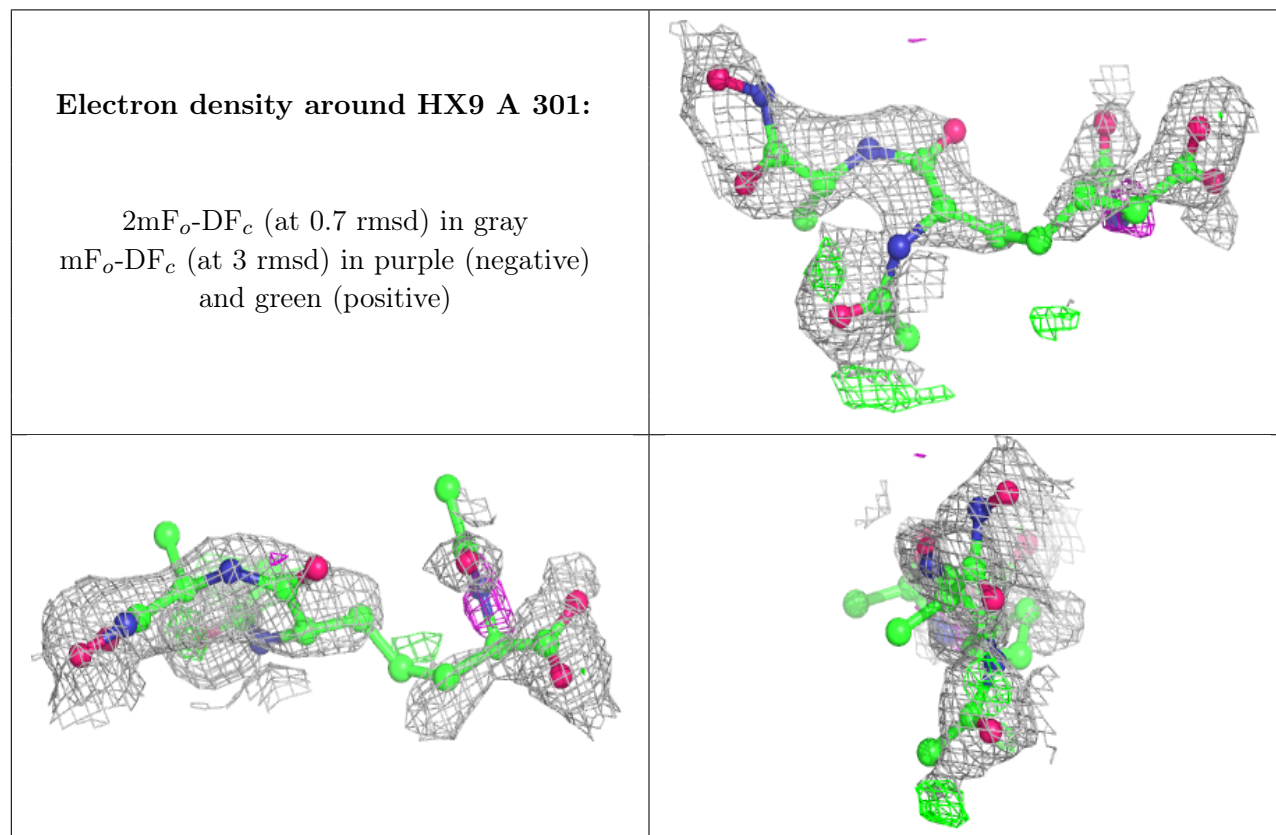 Electron density around HX9 A 301:
2mFo-DFc (at 0.7 rmsd) in gray
mFo-DFc (at 3 rmsd) in purple (negative)
and green (positive)